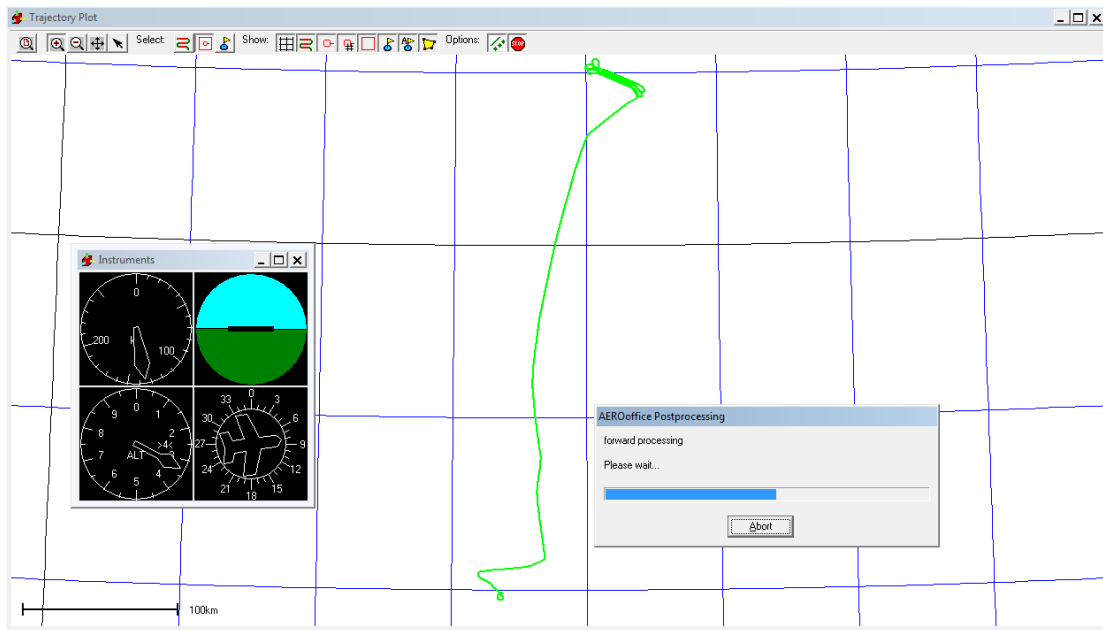 Trajectory Plot
Select:
Show:
#
AP
Options:
STOP
Instruments
0
200
k
100
0
9
1
8
2
>4<
7
ALT
3
6
4
5
0
33
3
30
6
27
9
24
12
21
15
18
AEROoffice Postprocessing
forward processing
Please wait...
Abort
100km